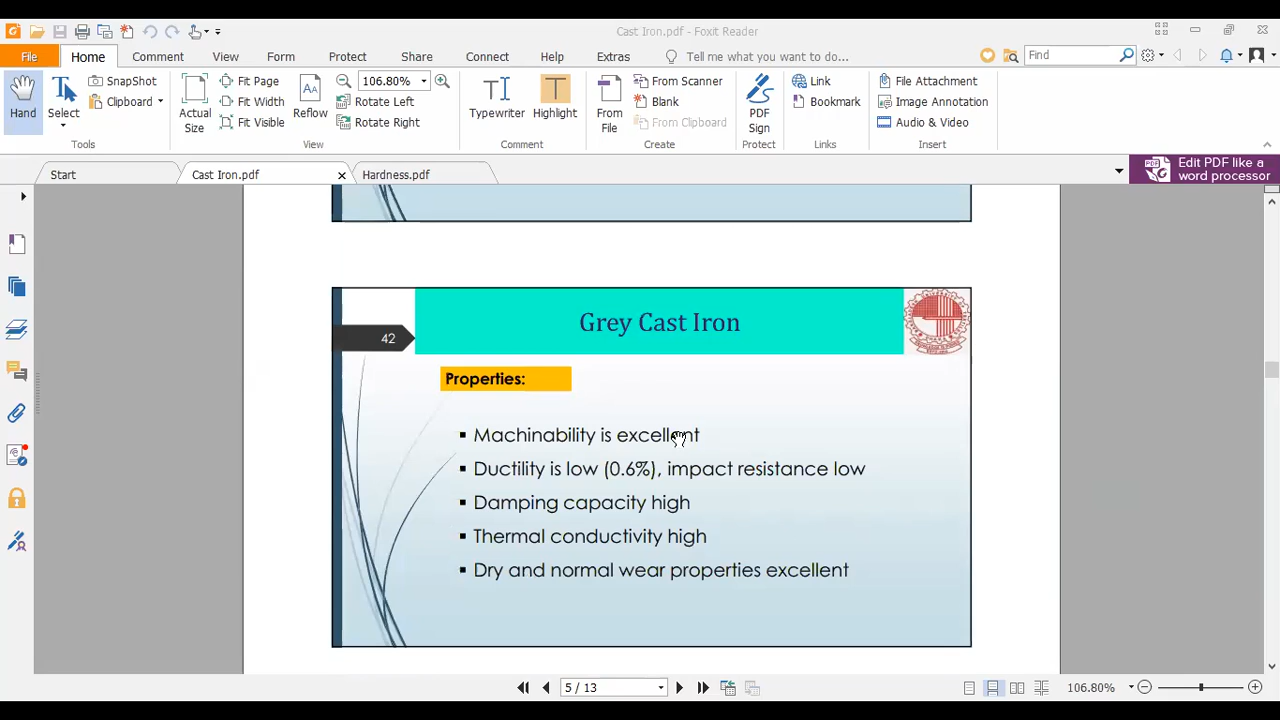 Cast Iron.pdf - Foxit Reader
File Home Comment View Form Protect Share Connect Help Extras Tell me what you want to do... Find
Hand
Select
SnapShot
Clipboard
Tools
Actual Size
Fit Page
Fit Width
Fit Visible
Reflow
106.80%
Rotate Left
Rotate Right
View
Typewriter
Highlight
Comment
From File
From Scanner
Blank
From Clipboard
Create
PDF Sign
Protect
Link
Bookmark
Links
File Attachment
Image Annotation
Audio & Video
Insert
Start Cast Iron.pdf Hardness.pdf
Edit PDF like a
word processor
Grey Cast Iron
42
Properties:
▪ Machinability is excellent
▪ Ductility is low (0.6%), impact resistance low
▪ Damping capacity high
▪ Thermal conductivity high
▪ Dry and normal wear properties excellent
5 / 13 106.80%